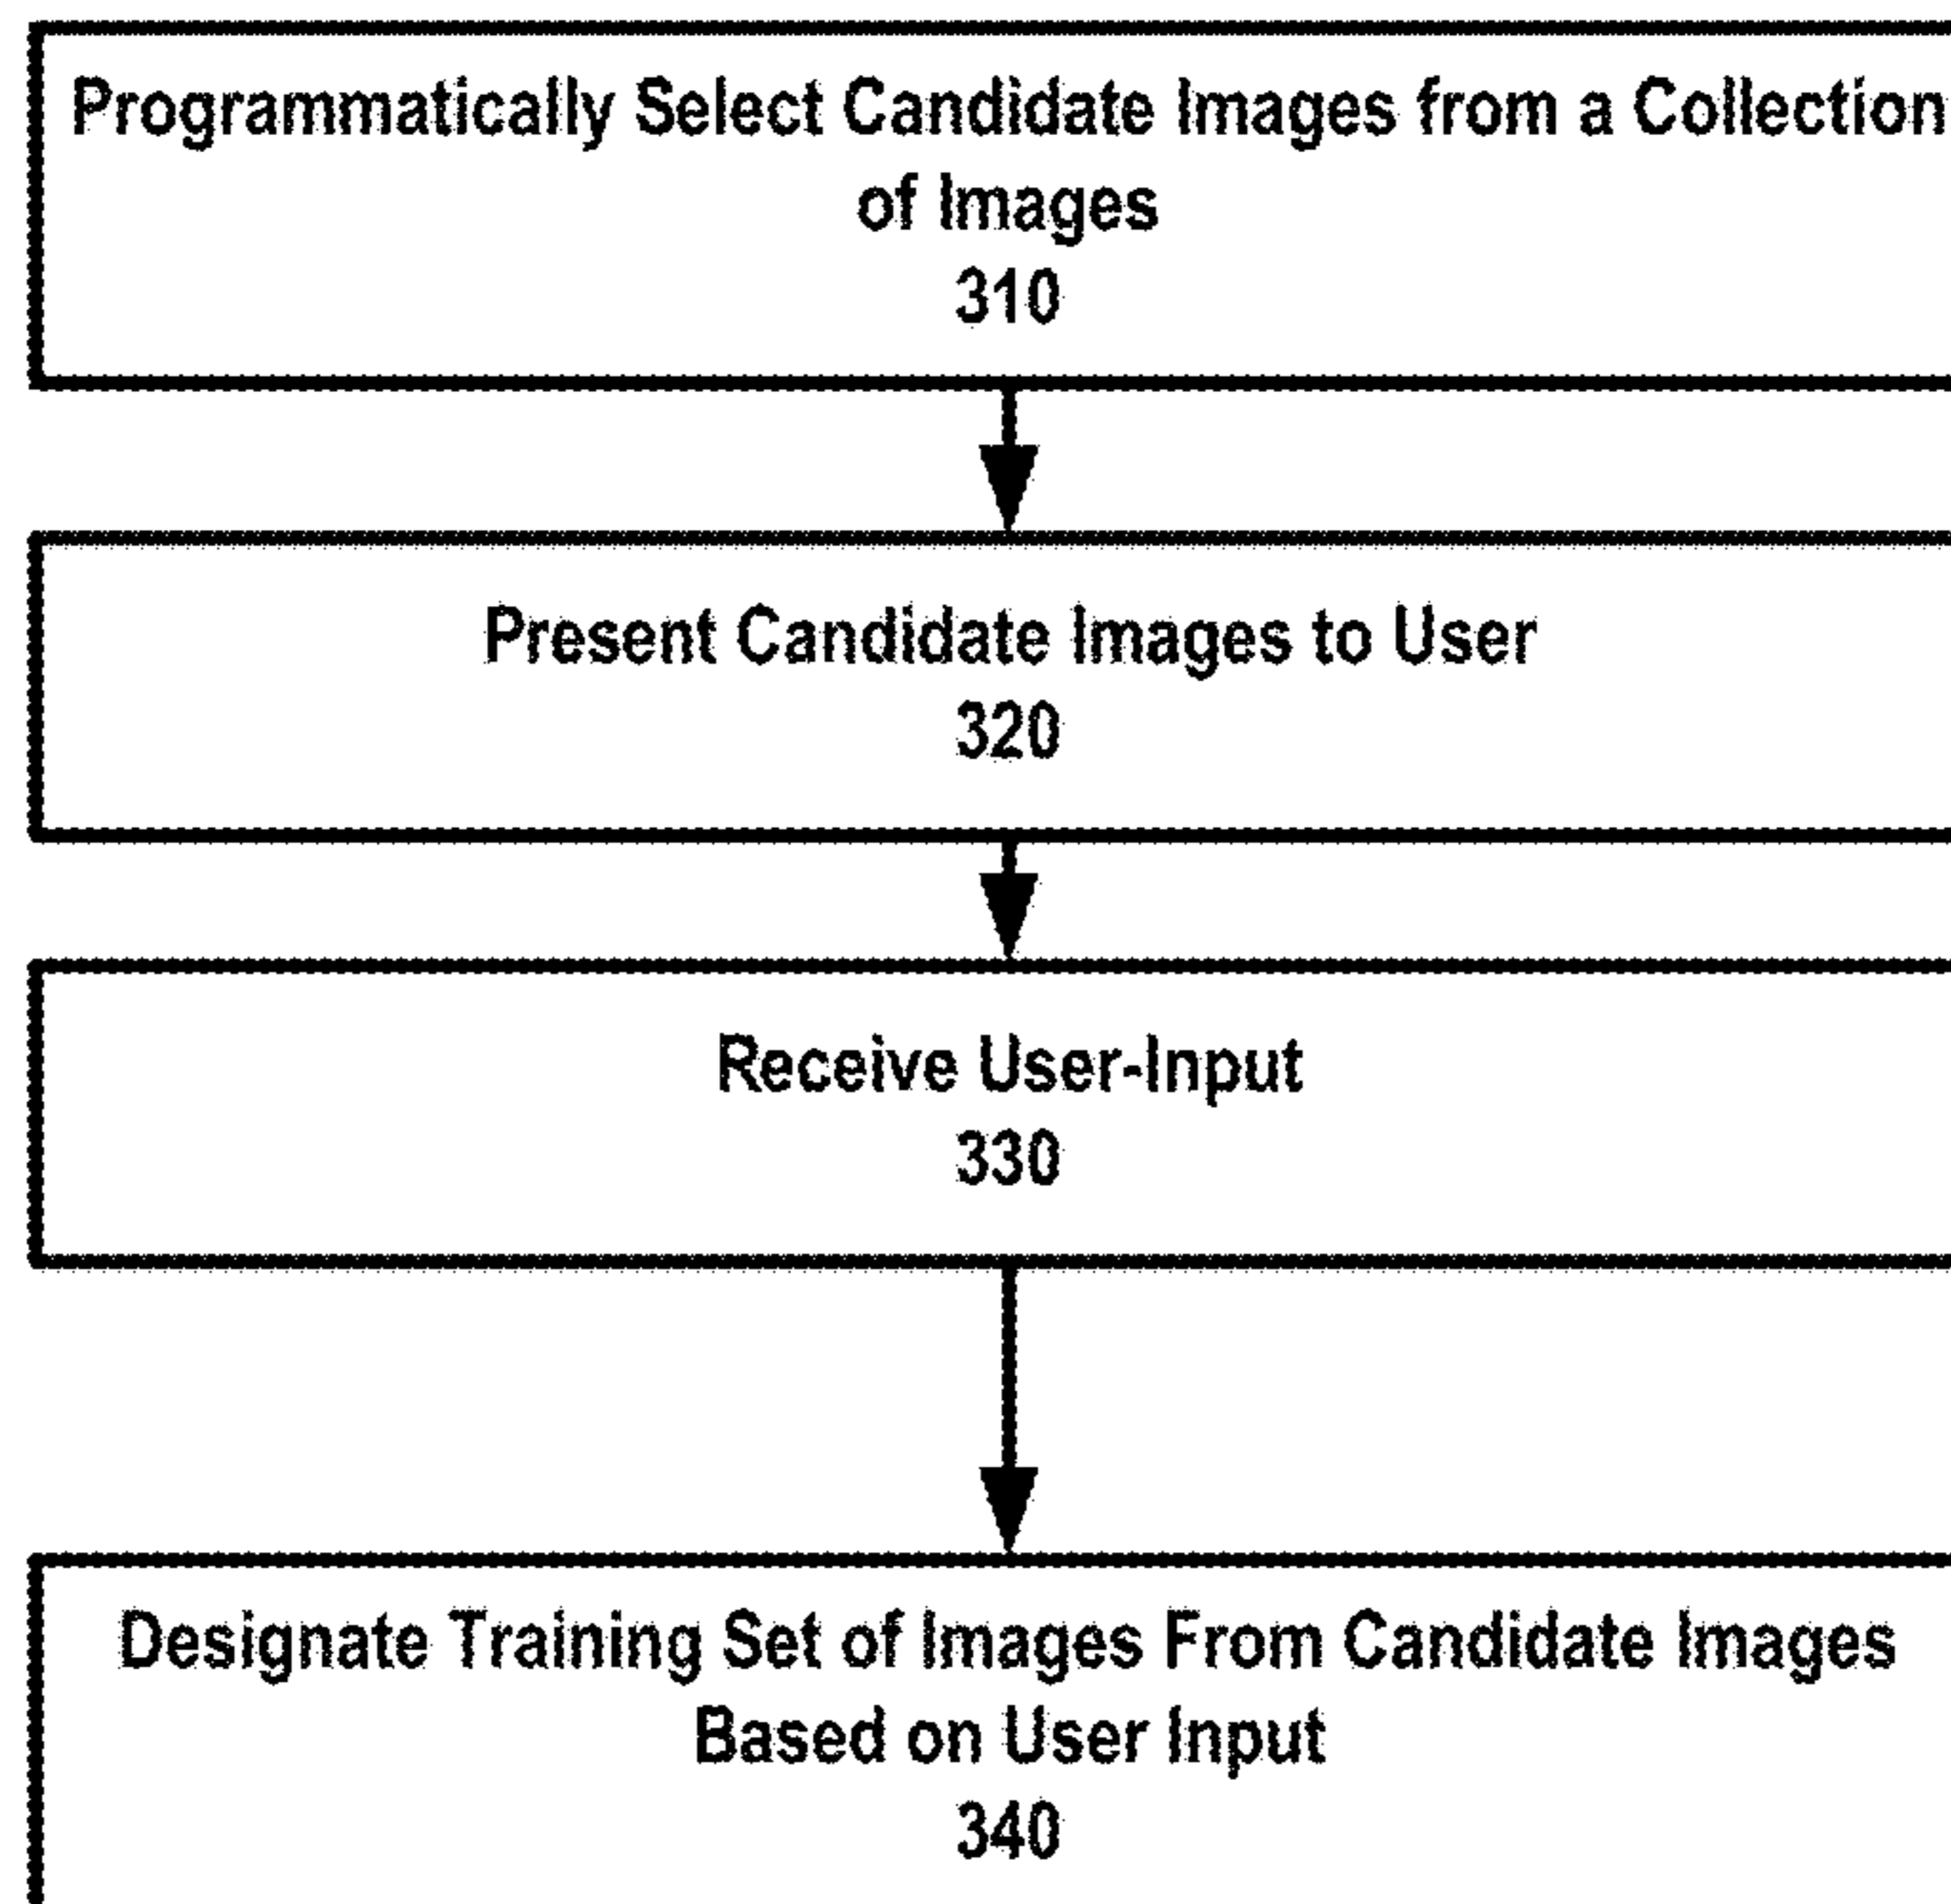 Programmatically Select Candidate Images from a Collection
of Images
310
Present Candidate Images to User
320
Receive User-Input
330
Designate Training Set of Images From Candidate Images
Based on User Input
340